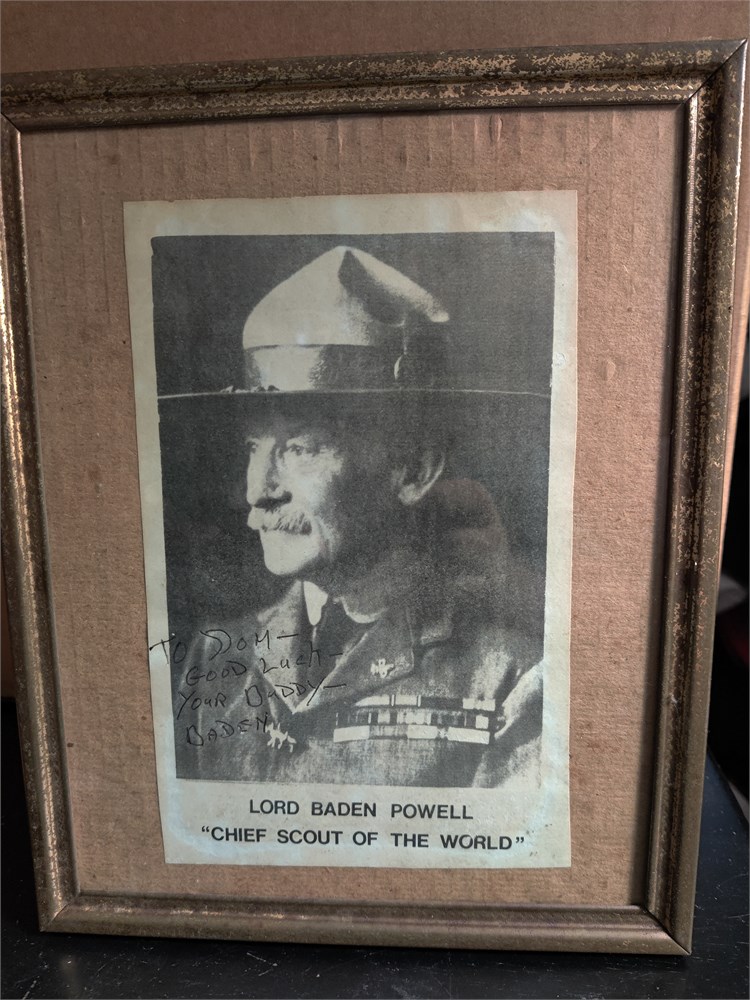 TO DOM—
GOOD LUCK—
YOUR BUDDY—
BADEN
LORD BADEN POWELL
“CHIEF SCOUT OF THE WORLD”